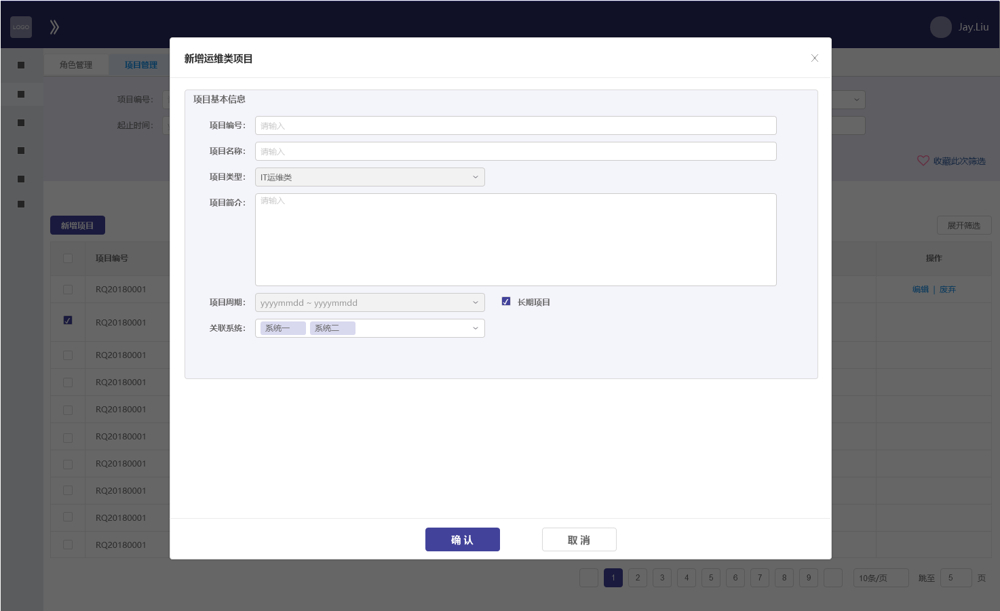 LOGO
Jay.Liu
角色管理
项目管理
新增运维类项目
项目基本信息
项目编号：
起止时间：
项目编号：
请输入
项目名称：
请输入
项目类型：
IT运维类
项目简介：
请输入
项目周期：
yyyymmdd ~ yyyymmdd
长期项目
关联系统：
系统一
系统二
收藏此次筛选
新增项目
展开筛选
项目编号
操作
RQ20180001
编辑 | 废弃
RQ20180001
RQ20180001
RQ20180001
RQ20180001
RQ20180001
RQ20180001
RQ20180001
RQ20180001
RQ20180001
确 认
取 消
1 2 3 4 5 6 7 8 9 10条/页 跳至 5 页